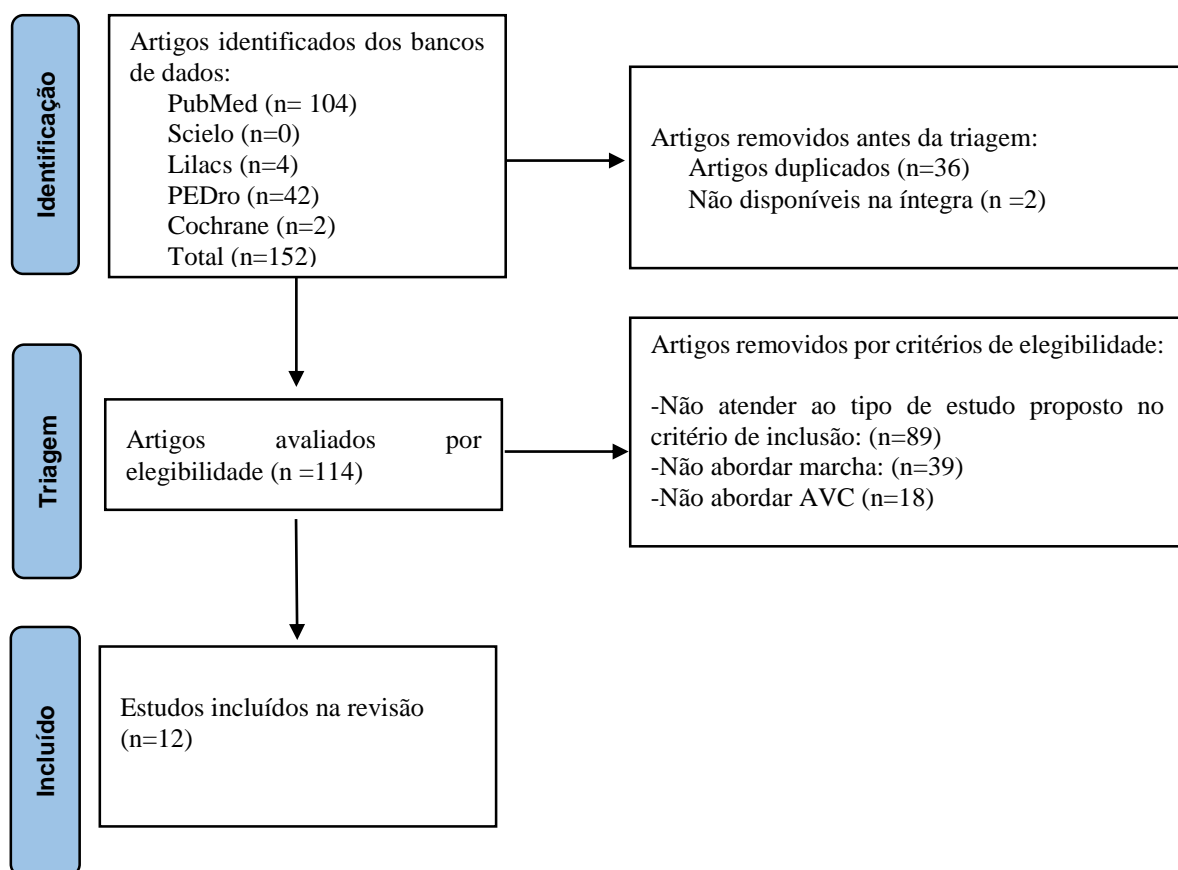 Identificação
Artigos identificados dos bancos
de dados:
PubMed (n= 104)
Scielo (n=0)
Lilacs (n=4)
PEDro (n=42)
Cochrane (n=2)
Total (n=152)
Artigos removidos antes da triagem:
Artigos duplicados (n=36)
Não disponíveis na íntegra (n =2)
Triagem
Artigos avaliados por
elegibilidade (n =114)
Artigos removidos por critérios de elegibilidade:
-Não atender ao tipo de estudo proposto no
critério de inclusão: (n=89)
-Não abordar marcha: (n=39)
-Não abordar AVC (n=18)
Incluído
Estudos incluídos na revisão
(n=12)